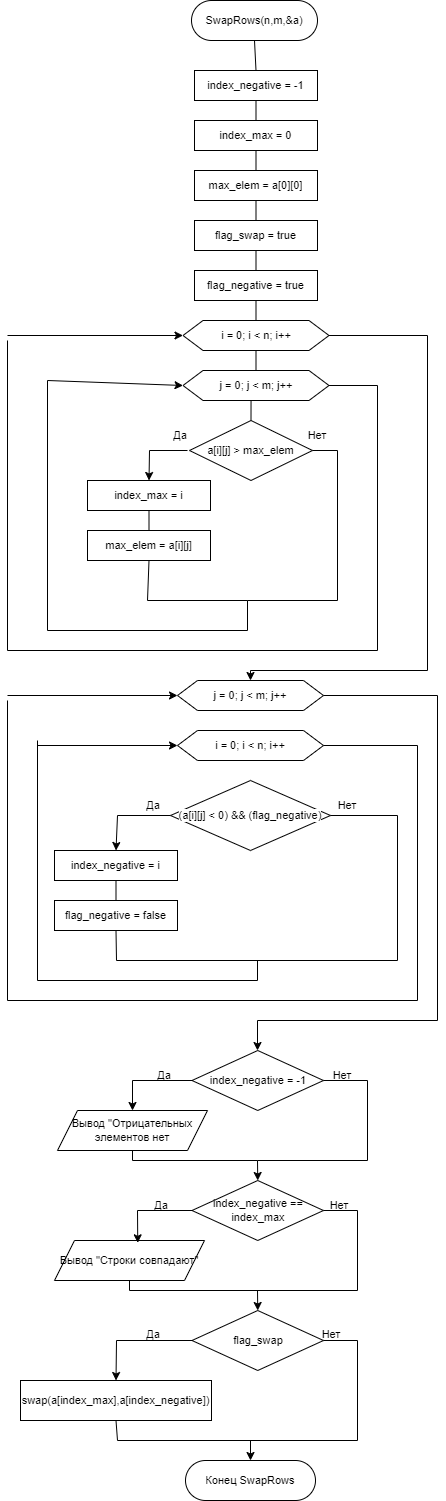 SwapRows(n,m,&a)
index_negative = -1
index_max = 0
max_elem = a[0][0]
flag_swap = true
flag_negative = true
i = 0; i < n; i++
j = 0; j < m; j++
Да
Нет
a[i][j] > max_elem
index_max = i
max_elem = a[i][j]
j = 0; j < m; j++
i = 0; i < n; i++
Да
Нет
(a[i][j] < 0) && (flag_negative)
index_negative = i
flag_negative = false
Да
Нет
index_negative = -1
Вывод "Отрицательных
элементов нет
Да
Нет
index_negative ==
index_max
Вывод "Строки совпадают"
Да
Нет
flag_swap
swap(a[index_max],a[index_negative])
Конец SwapRows